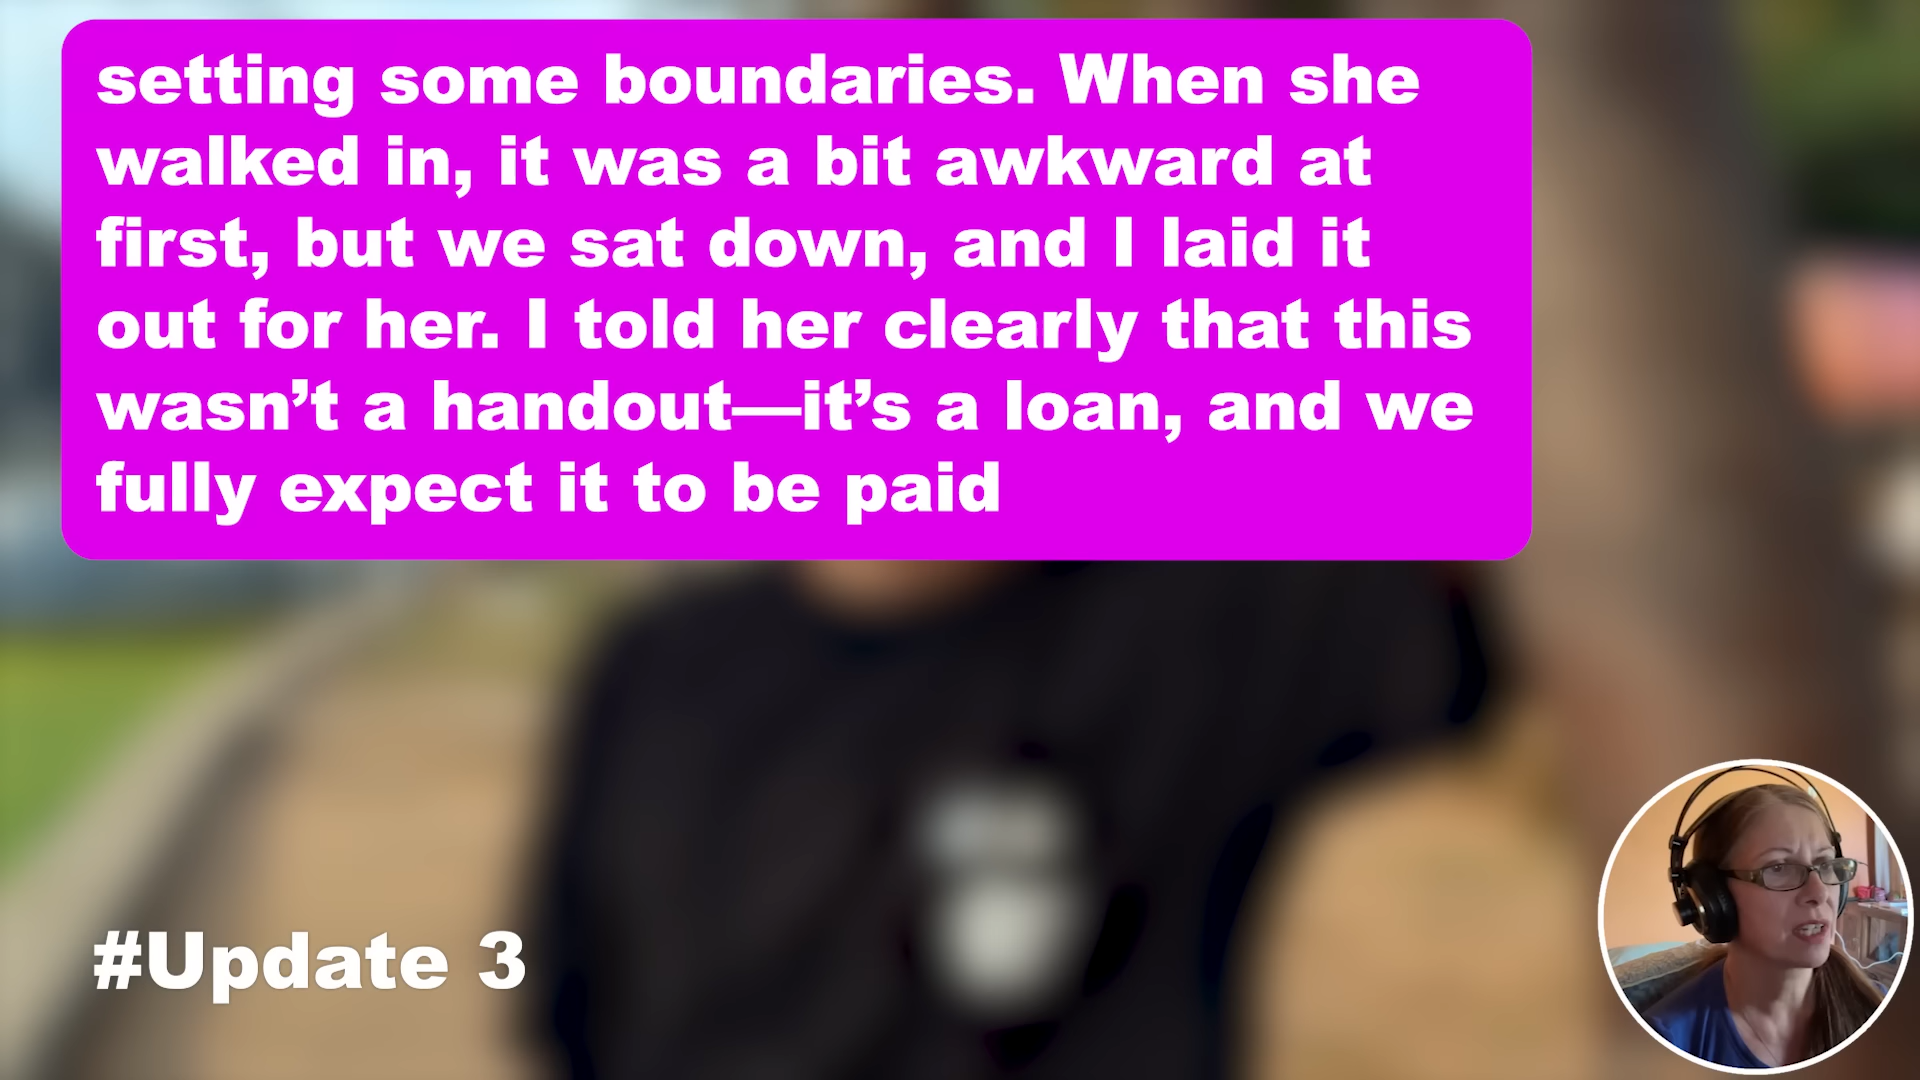 setting some boundaries. When she
walked in, it was a bit awkward at
first, but we sat down, and I laid it
out for her. I told her clearly that this
wasn’t a handout—it’s a loan, and we
fully expect it to be paid
#Update 3